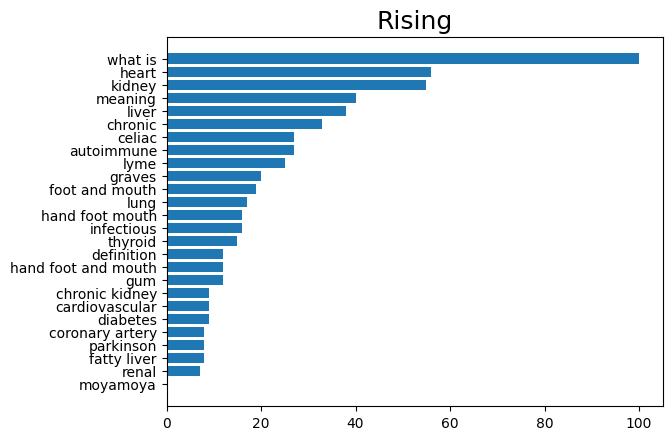 Rising
what is
heart
kidney
meaning
liver
chronic
celiac
autoimmune
lyme
graves
foot and mouth
lung
hand foot mouth
infectious
thyroid
definition
hand foot and mouth
gum
chronic kidney
cardiovascular
diabetes
coronary artery
parkinson
fatty liver
renal
moyamoya
0 20 40 60 80 100